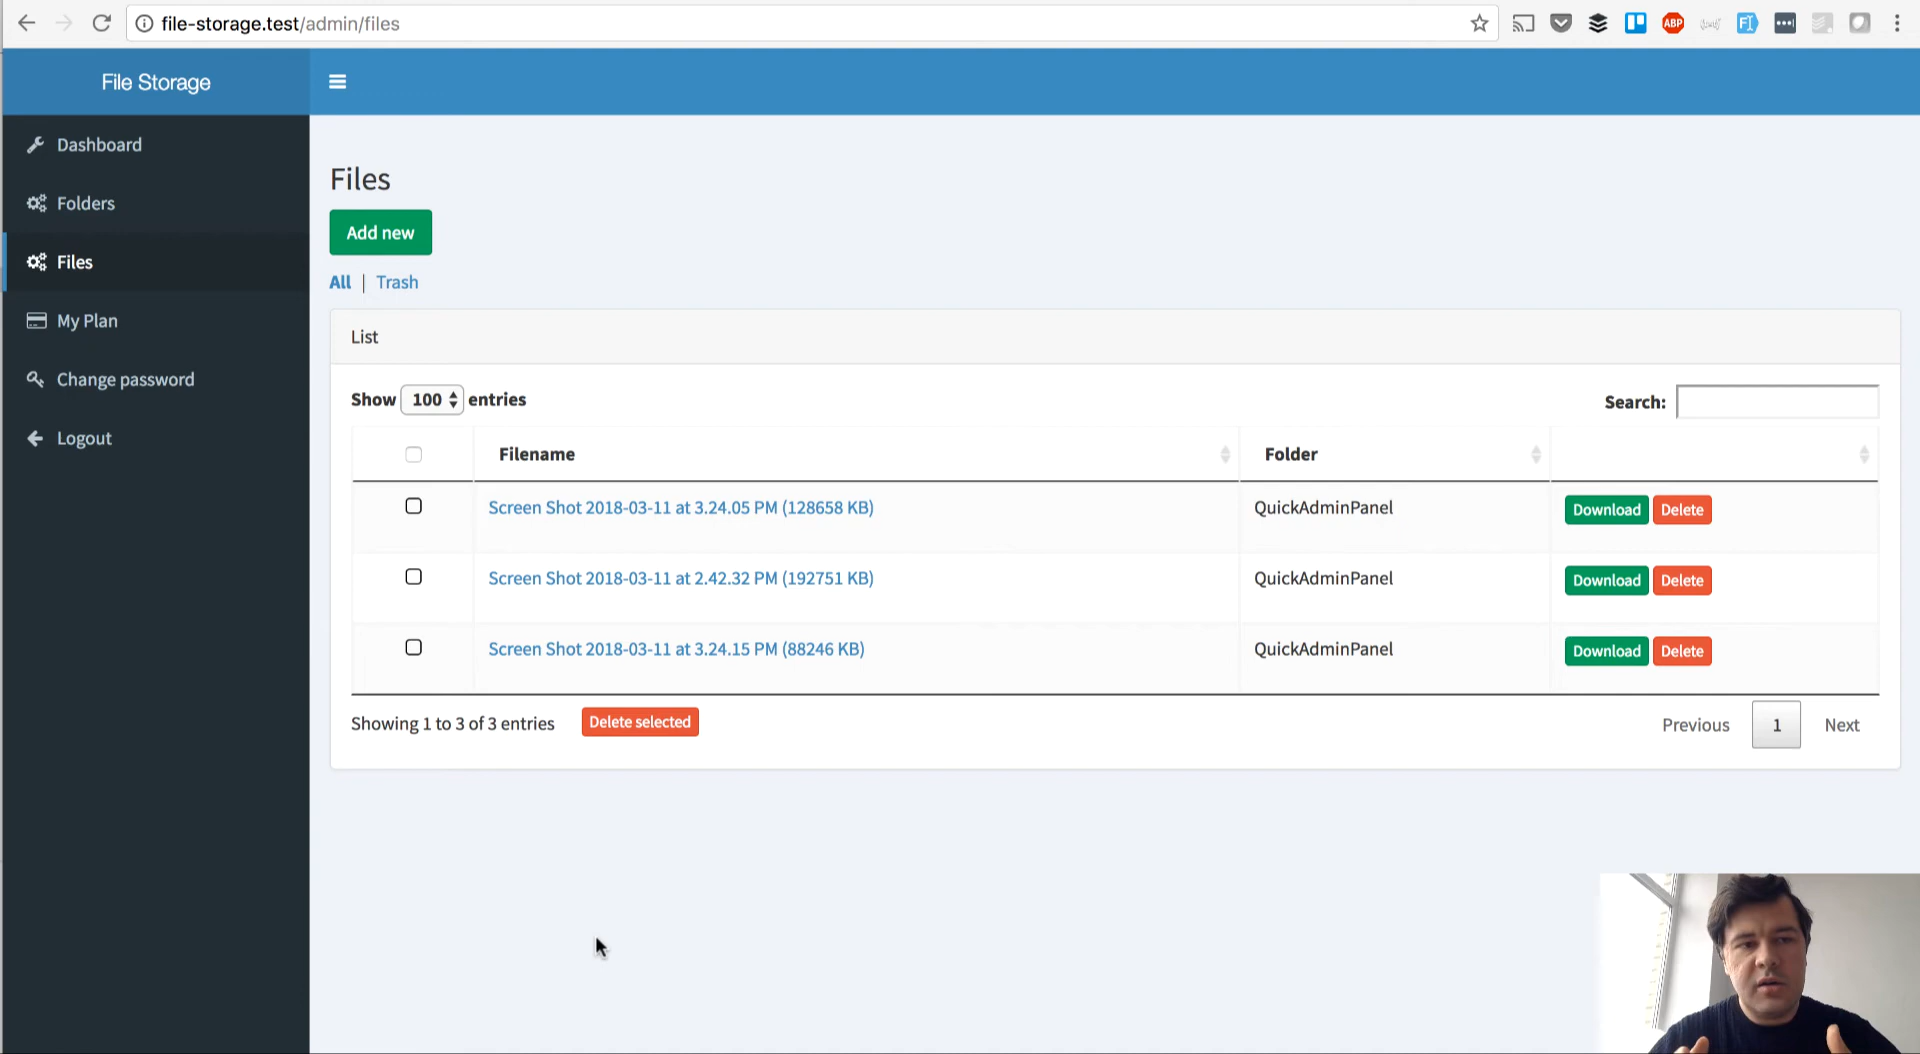 file-storage.test/admin/files
ABP
File Storage
Dashboard
Folders
Files
My Plan
Change password
Logout
Files
Add new
All | Trash
List
Show 100 entries
Search:
Filename Folder
Screen Shot 2018-03-11 at 3.24.05 PM (128658 KB) QuickAdminPanel Download Delete
Screen Shot 2018-03-11 at 2.42.32 PM (192751 KB) QuickAdminPanel Download Delete
Screen Shot 2018-03-11 at 3.24.15 PM (88246 KB) QuickAdminPanel Download Delete
Showing 1 to 3 of 3 entries Delete selected Previous 1 Next